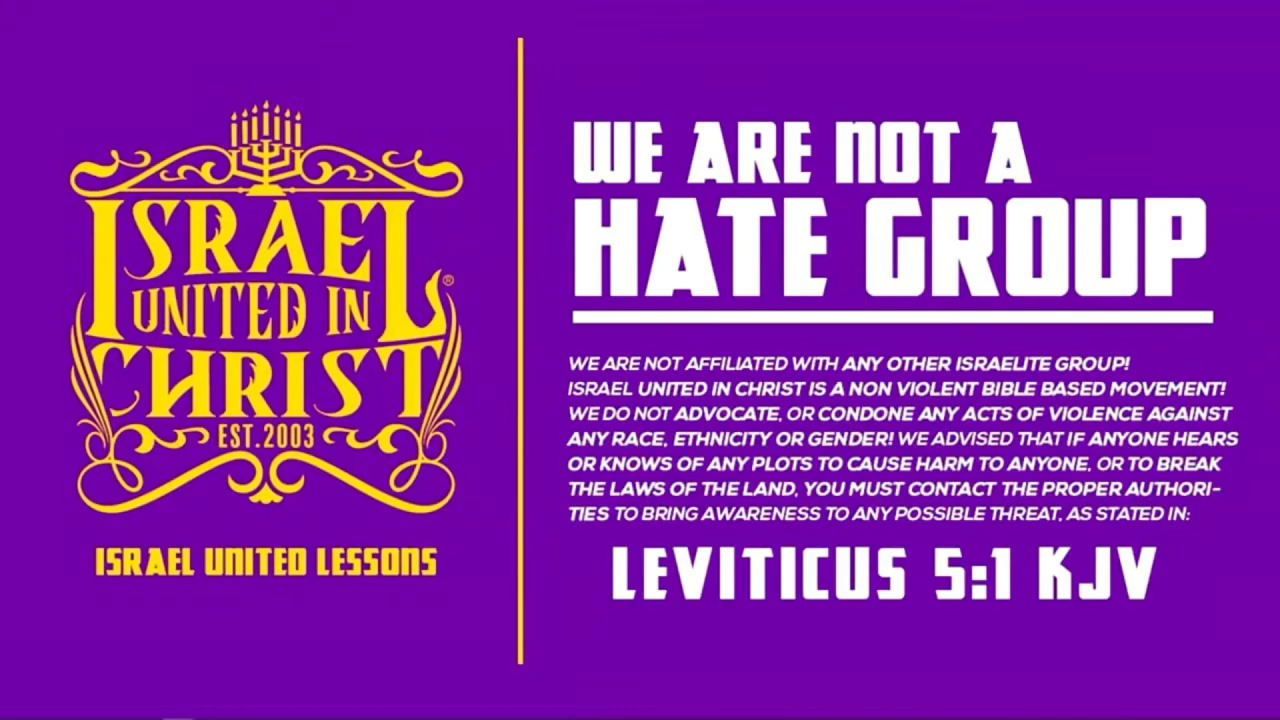 ISRAEL
UNITED IN
CHRIST®
EST. 2003
ISRAEL UNITED LESSONS
WE ARE NOT A
HATE GROUP
WE ARE NOT AFFILIATED WITH ANY OTHER ISRAELITE GROUP!
ISRAEL UNITED IN CHRIST IS A NON VIOLENT BIBLE BASED MOVEMENT!
WE DO NOT ADVOCATE, OR CONDONE ANY ACTS OF VIOLENCE AGAINST
ANY RACE, ETHNICITY OR GENDER! WE ADVISED THAT IF ANYONE HEARS
OR KNOWS OF ANY PLOTS TO CAUSE HARM TO ANYONE, OR TO BREAK
THE LAWS OF THE LAND, YOU MUST CONTACT THE PROPER AUTHORI-
TIES TO BRING AWARENESS TO ANY POSSIBLE THREAT, AS STATED IN:
LEVITICUS 5:1 KJV